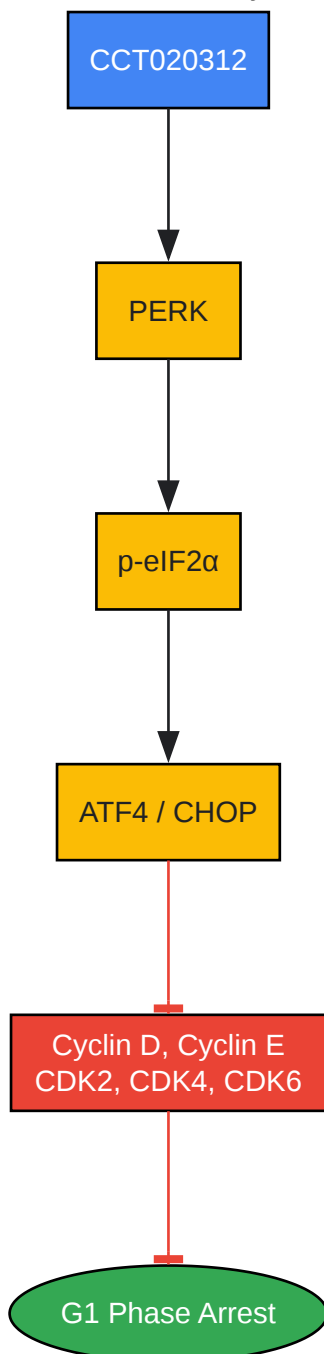 CCT020312
PERK
p-eIF2α
ATF4 / CHOP
Cyclin D, Cyclin E
CDK2, CDK4, CDK6
G1 Phase Arrest